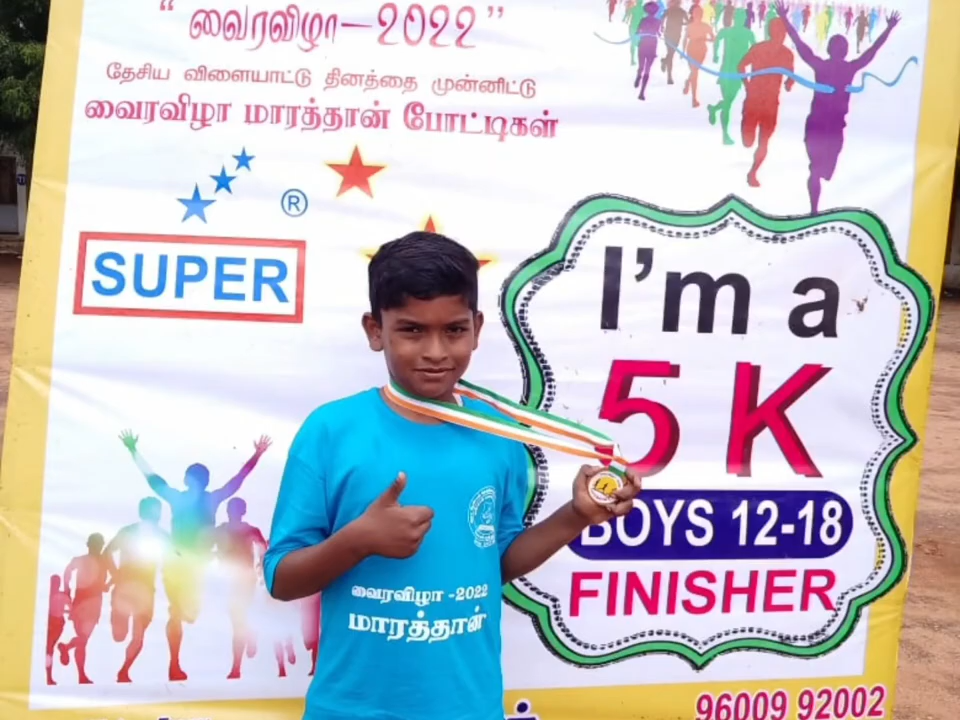 “ வைரவிழா-2022”
தேசிய விளையாட்டு தினத்தை முன்னிட்டு
வைரவிழா மாரத்தான் போட்டிகள்
®
SUPER
I'm a
5 K
BOYS 12-18
FINISHER
வைரவிழா -2022
மாரத்தான்
96009 92002